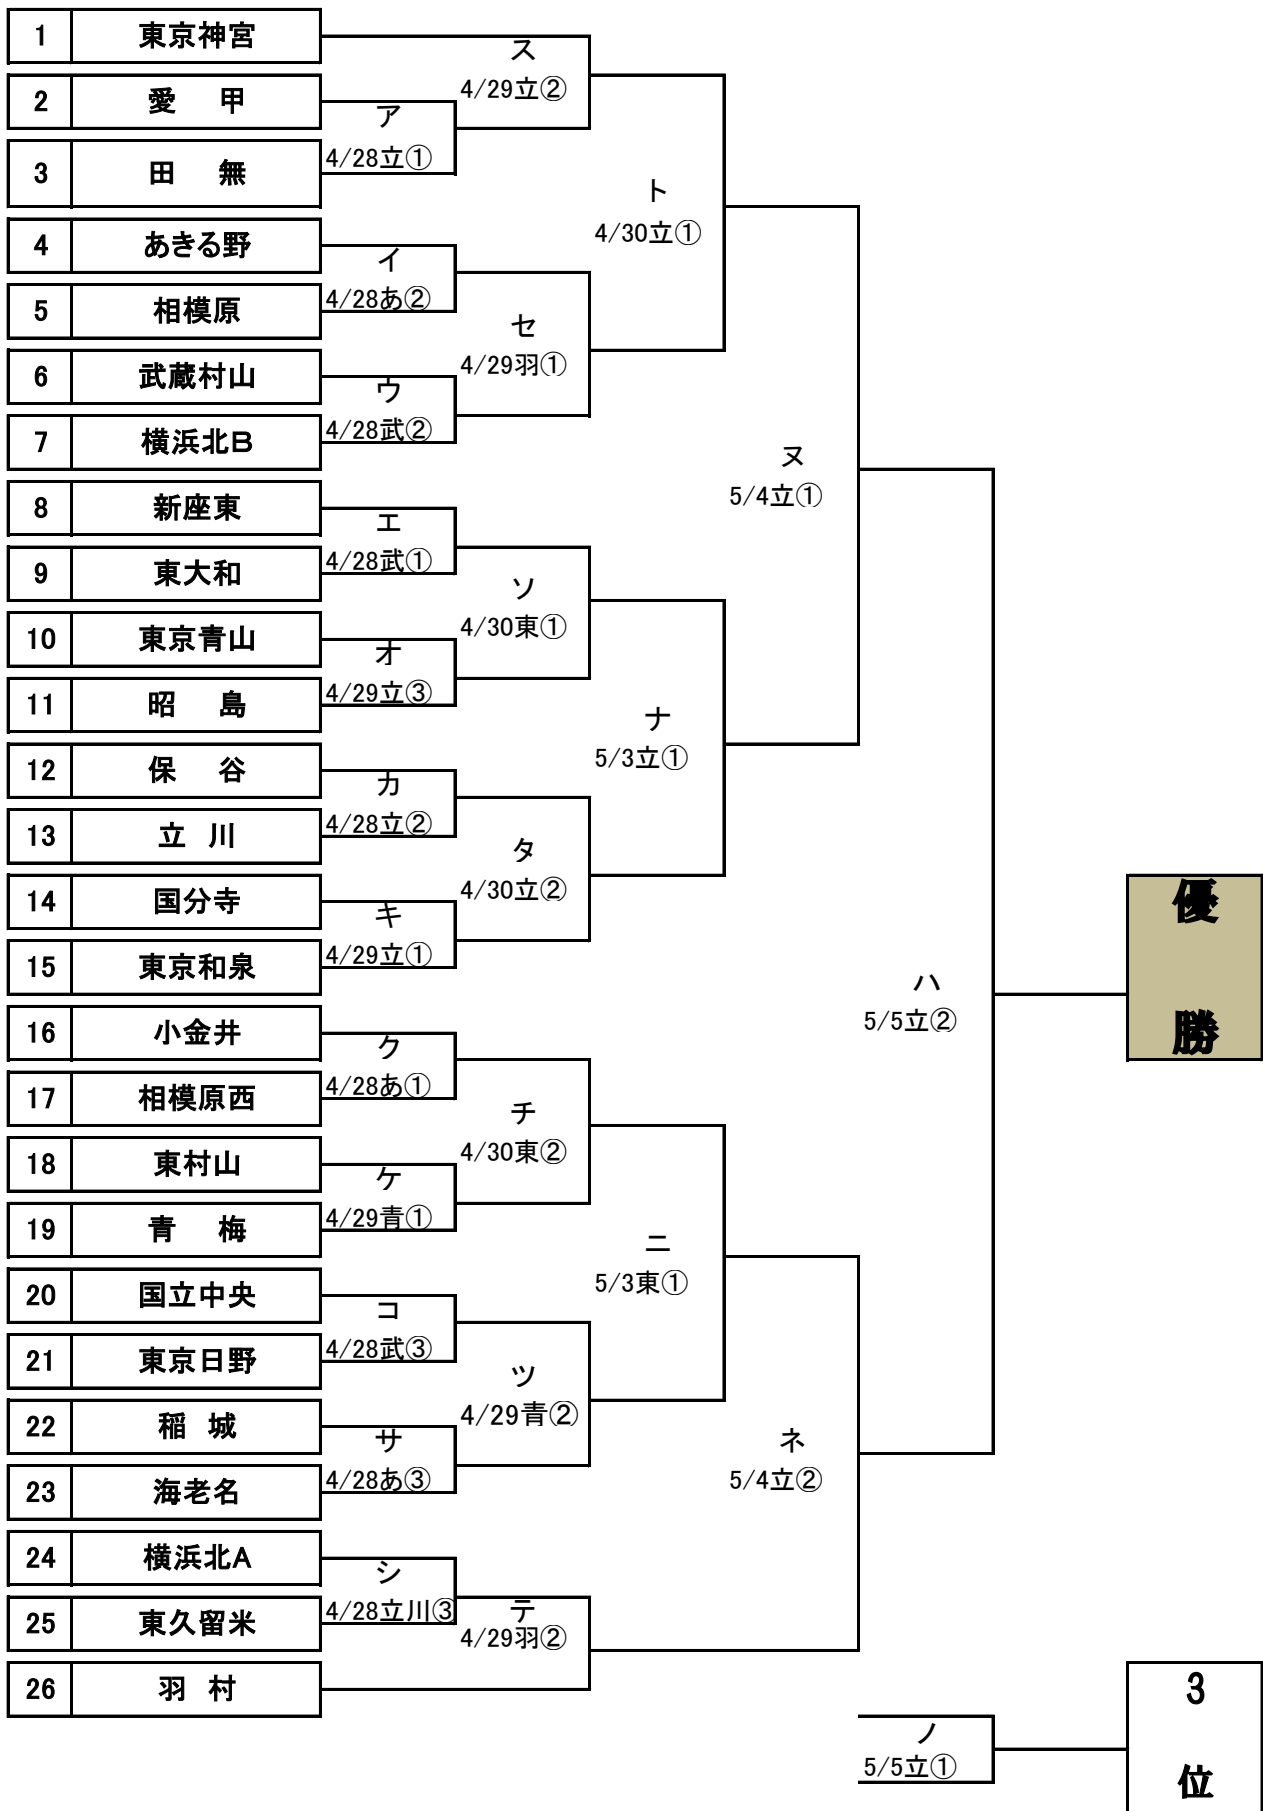 1 東京神宮
ス
4/29立②
2 愛 甲
ア
4/28立①
3 田 無
ト
4/30立①
4 あきる野
イ
4/28あ②
5 相模原
セ
4/29羽①
6 武蔵村山
ウ
4/28武②
7 横浜北B
ヌ
5/4立①
8 新座東
エ
4/28武①
9 東大和
ソ
4/30東①
10 東京青山
オ
4/29立③
11 昭 島
ナ
5/3立①
12 保 谷
カ
4/28立②
13 立 川
タ
4/30立②
14 国分寺
キ
4/29立①
15 東京和泉
ハ
5/5立②
優
勝
16 小金井
ク
4/28あ①
17 相模原西
チ
4/30東②
18 東村山
ケ
4/29青①
19 青 梅
ニ
5/3東①
20 国立中央
コ
4/28武③
21 東京日野
ツ
4/29青②
22 稲 城
サ
4/28あ③
23 海老名
ネ
5/4立②
24 横浜北A
シ
4/28立川③
25 東久留米
テ
4/29羽②
26 羽 村
ノ
5/5立①
3
位